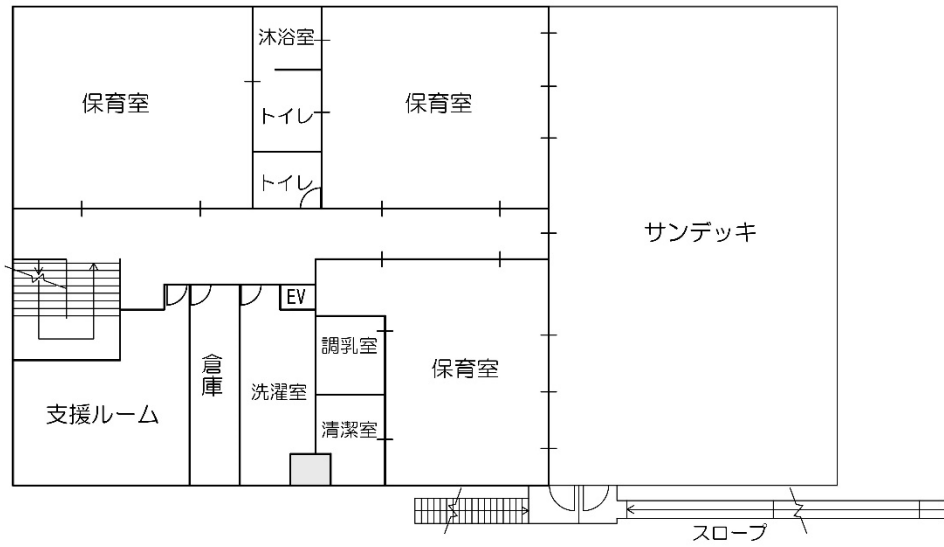 沐浴室
保育室
保育室
トイレ
トイレ
サンデッキ
EV
調乳室
倉庫
洗濯室
保育室
支援ルーム
清潔室
スロープ